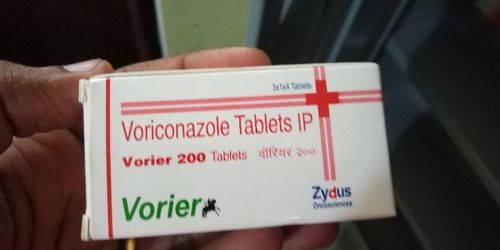 3x1x4 Tablets
Voriconazole Tablets IP
Vorier 200 Tablets वॉरियर २००
Vorier
Zydus
Oncosciences